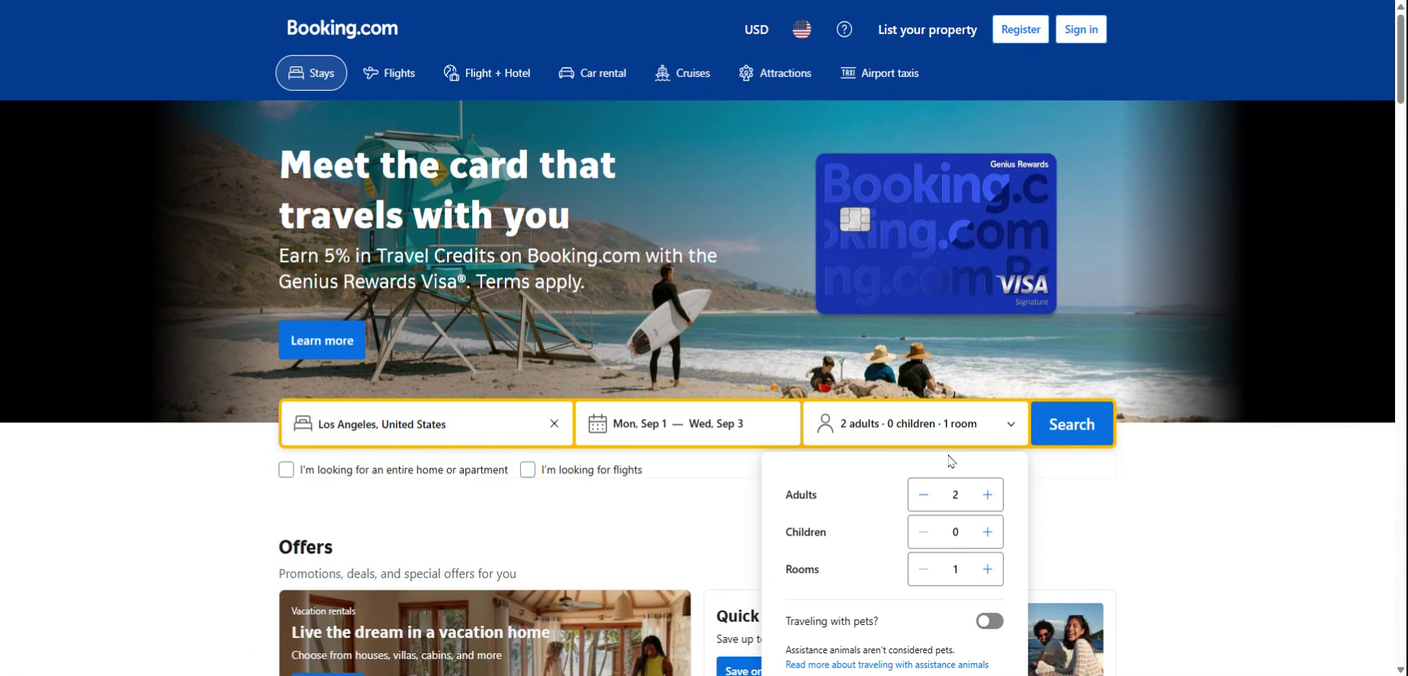 Booking.com
USD
List your property
Register
Sign in
Stays
Flights
Flight + Hotel
Car rental
Cruises
Attractions
Airport taxis
Meet the card that
travels with you
Earn 5% in Travel Credits on Booking.com with the
Genius Rewards Visa®. Terms apply.
Learn more
Genius Rewards
Booking.c
oking.com
ng.com
VISA
Signature
Los Angeles, United States
Mon, Sep 1 — Wed, Sep 3
2 adults · 0 children · 1 room
Search
I'm looking for an entire home or apartment
I'm looking for flights
Adults
2
Children
0
Rooms
1
Traveling with pets?
Assistance animals aren't considered pets.
Read more about traveling with assistance animals
Offers
Promotions, deals, and special offers for you
Vacation rentals
Live the dream in a vacation home
Choose from houses, villas, cabins, and more
Quick
Save up
Save